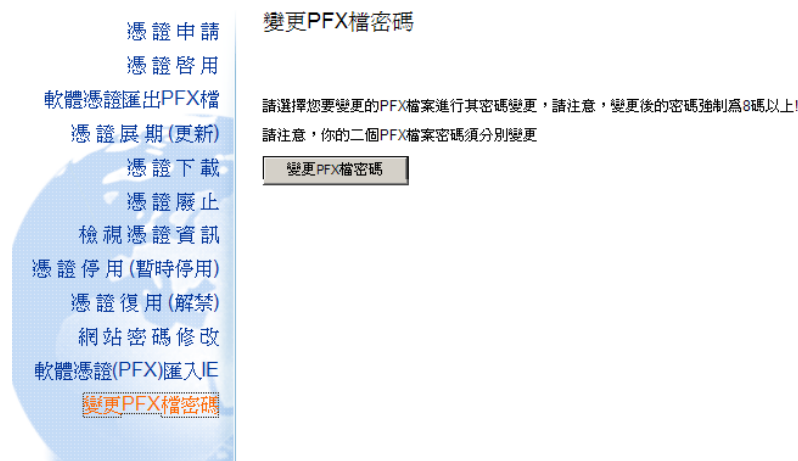 憑證申請
憑證啓用
軟體憑證匯出PFX檔
憑證展期(更新)
憑證下載
憑證廢止
檢視憑證資訊
憑證停用(暫時停用)
憑證復用(解禁)
網站密碼修改
軟體憑證(PFX)匯入IE
變更PFX檔密碼
變更PFX檔密碼
請選擇您要變更的PFX檔案進行其密碼變更，請注意，變更後的密碼強制爲8碼以上!
請注意，你的二個PFX檔案密碼須分別變更
變更PFX檔密碼